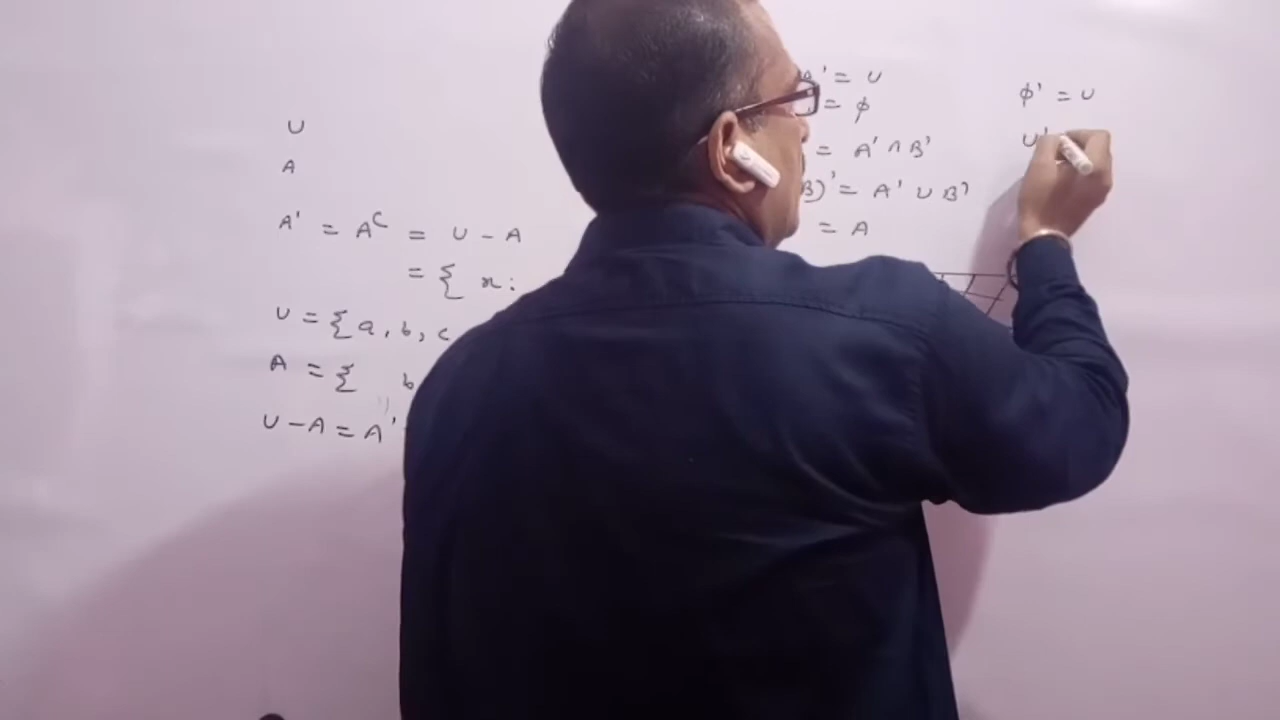 U
A
A' = A^C = U - A
= { x :
U = { a, b, c
A = { b
U - A = A'
A' = U
= φ
= A' ∩ B'
B)' = A' ∪ B'
= A
φ' = U
U'